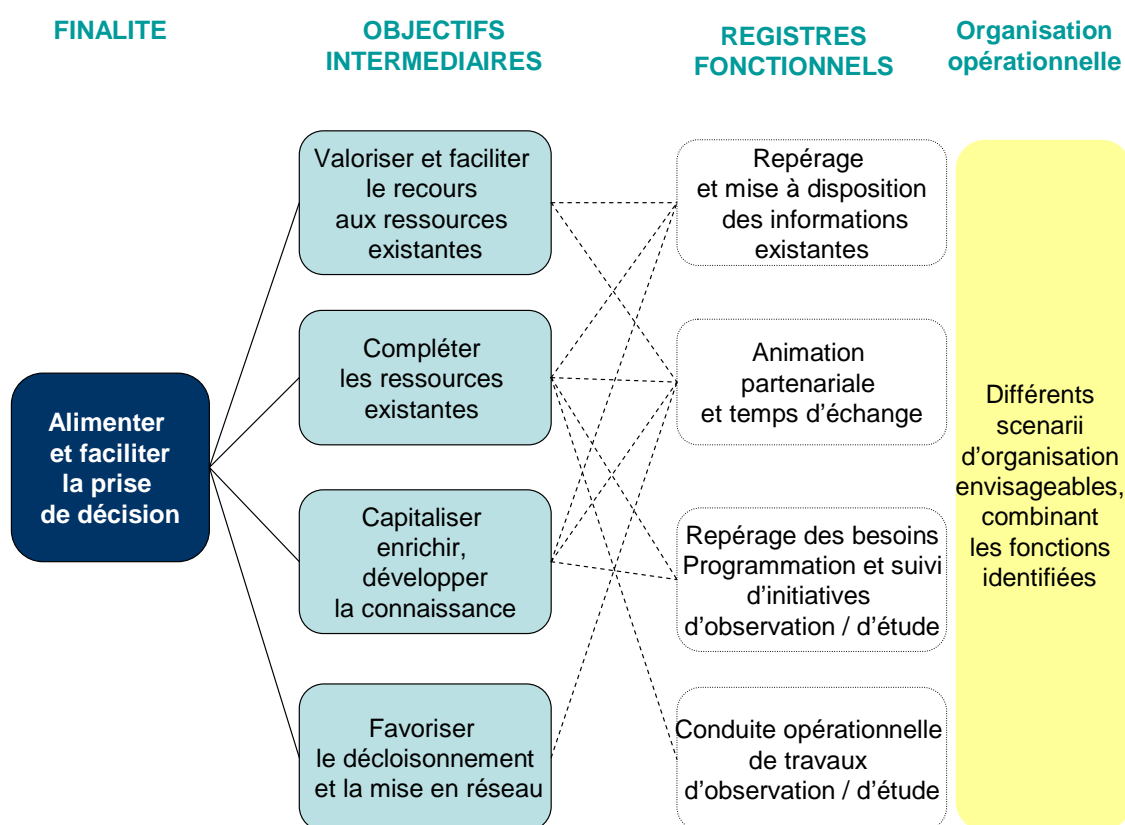 FINALITE
OBJECTIFS
INTERMEDIAIRES
REGISTRES
FONCTIONNELS
Organisation
opérationnelle
Alimenter
et faciliter
la prise
de décision
Valoriser et faciliter
le recours
aux ressources
existantes
Compléter
les ressources
existantes
Capitaliser
enrichir,
développer
la connaissance
Favoriser
le décloisonnement
et la mise en réseau
Repérage
et mise à disposition
des informations
existantes
Animation
partenariale
et temps d'échange
Repérage des besoins
Programmation et suivi
d'initiatives
d'observation / d'étude
Conduite opérationnelle
de travaux
d'observation / d'étude
Différents
scenarii
d'organisation
envisageables,
combinant
les fonctions
identifiées